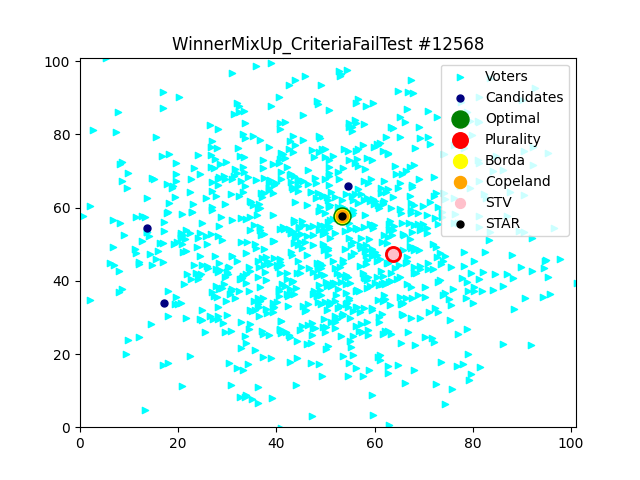 WinnerMixUp_CriteriaFailTest #12568
Voters
Candidates
Optimal
Plurality
Borda
Copeland
STV
STAR
100
80
60
40
20
0
0 20 40 60 80 100